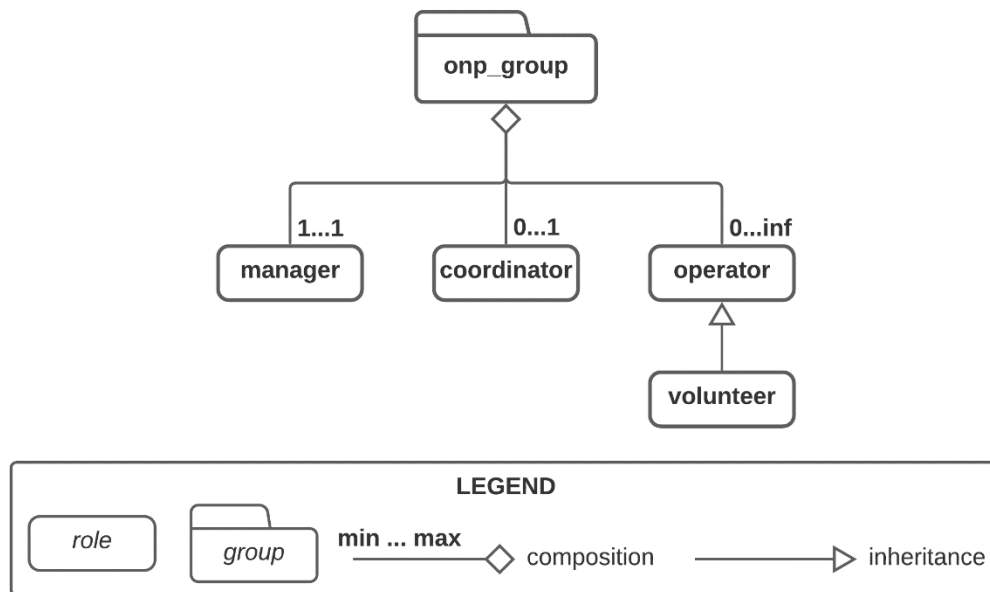 onp_group
1...1
0...1
0...inf
manager
coordinator
operator
volunteer
LEGEND
role
group
min ... max
composition
inheritance